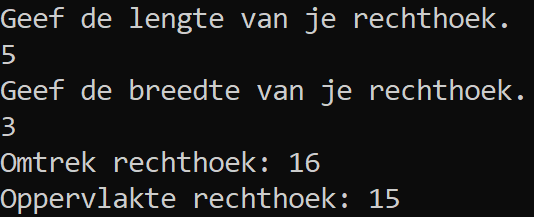 Geef de lengte van je rechthoek.
5
Geef de breedte van je rechthoek.
3
Omtrek rechthoek: 16
Oppervlakte rechthoek: 15